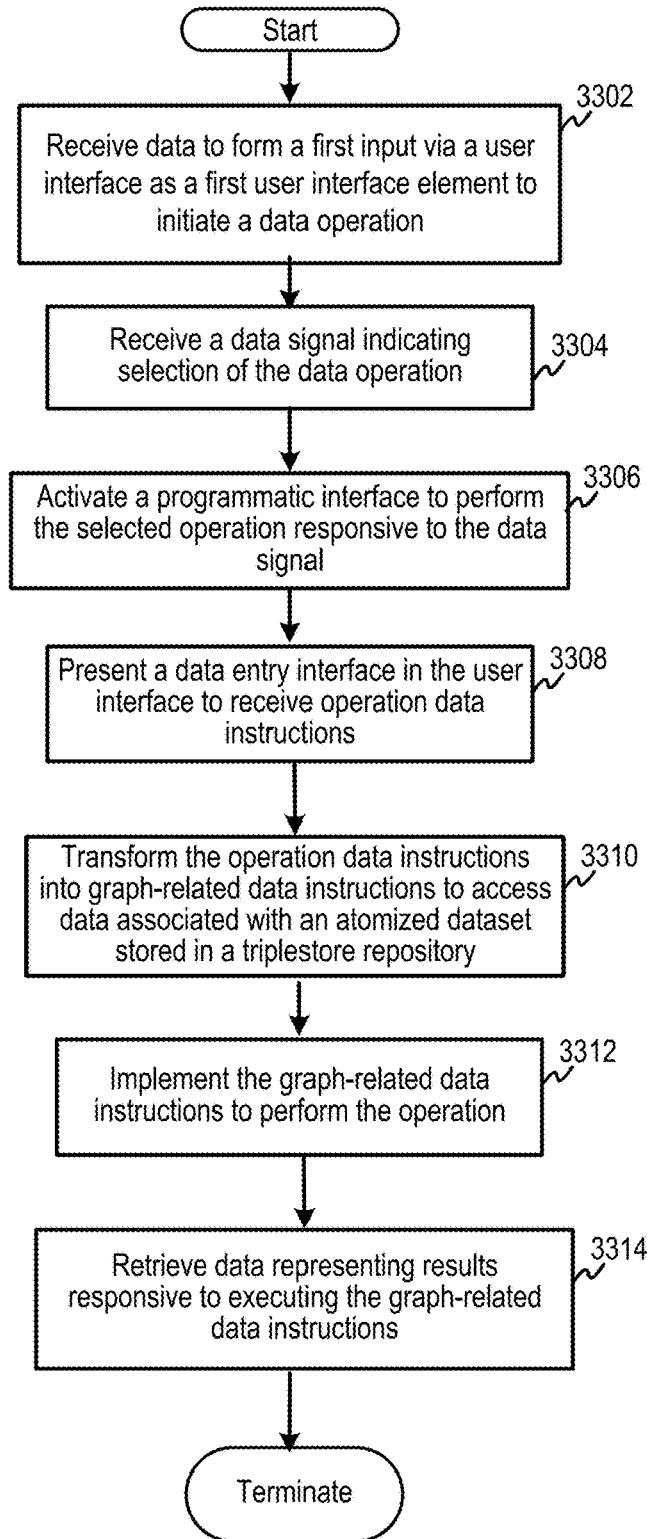 Start
3302
Receive data to form a first input via a user
interface as a first user interface element to
initiate a data operation
Receive a data signal indicating
selection of the data operation
3304
3306
Activate a programmatic interface to perform
the selected operation responsive to the data
signal
3308
Present a data entry interface in the user
interface to receive operation data
instructions
Transform the operation data instructions
into graph-related data instructions to access
data associated with an atomized dataset
stored in a triplestore repository
3310
3312
Implement the graph-related data
instructions to perform the operation
3314
Retrieve data representing results
responsive to executing the graph-related
data instructions
Terminate